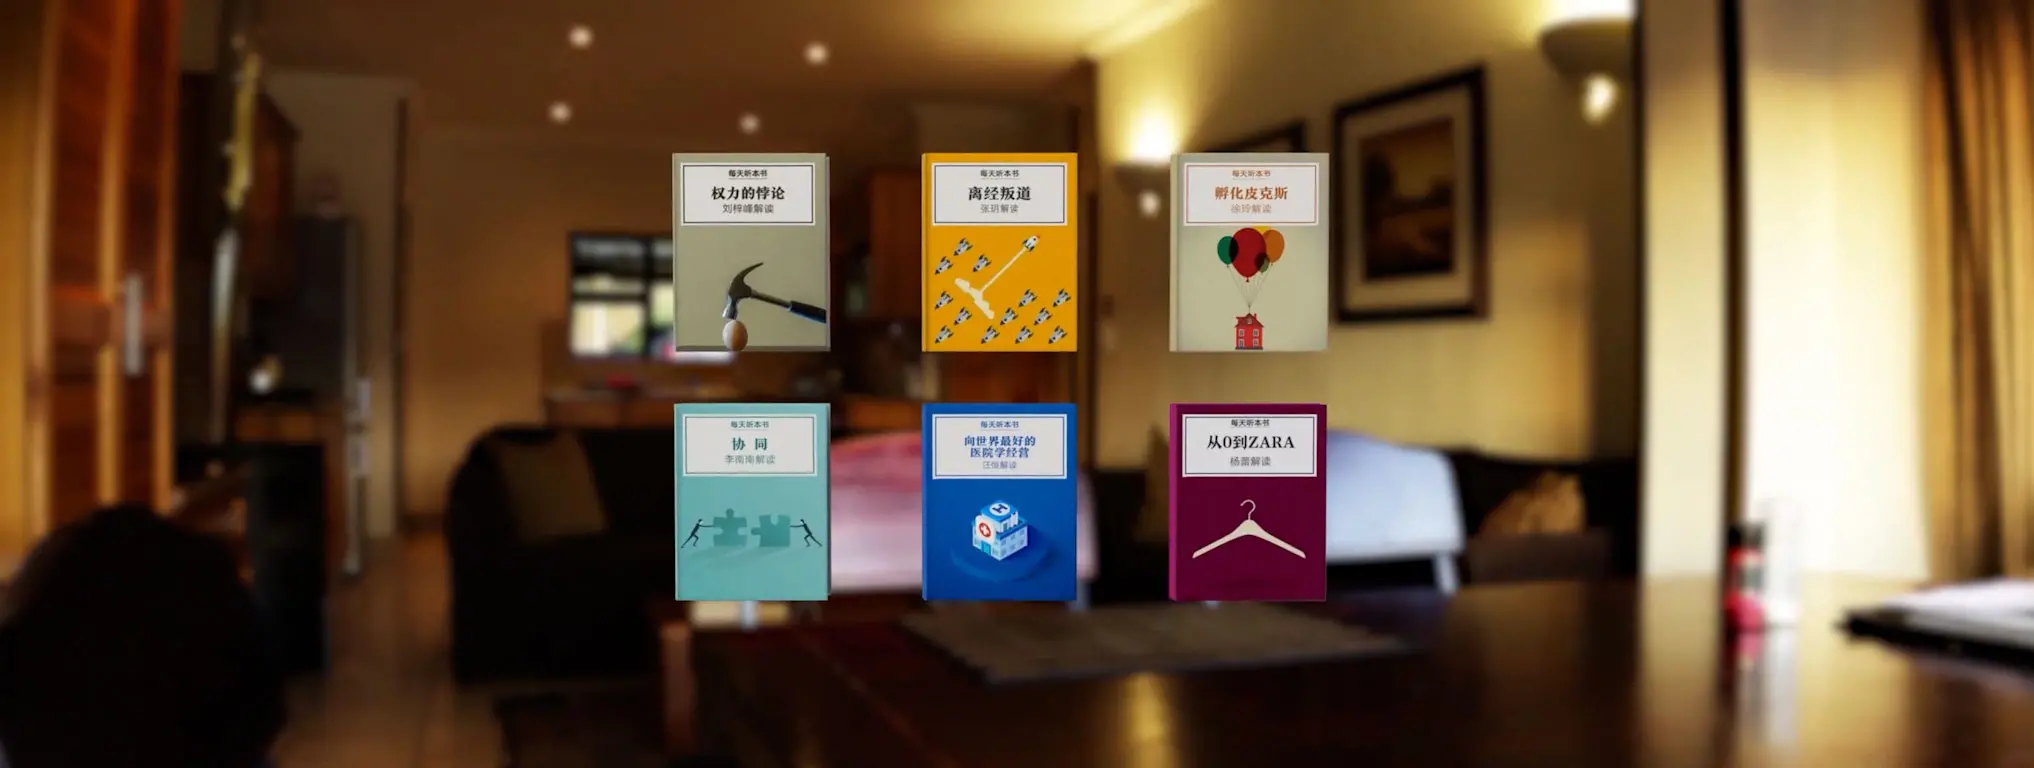 每天听本书
权力的悖论
刘梓峰解读
每天听本书
离经叛道
张玥解读
每天听本书
孵化皮克斯
徐玲解读
每天听本书
协 同
李南南解读
每天听本书
向世界最好的
医院学经营
汪恒解读
每天听本书
从0到ZARA
杨蕾解读